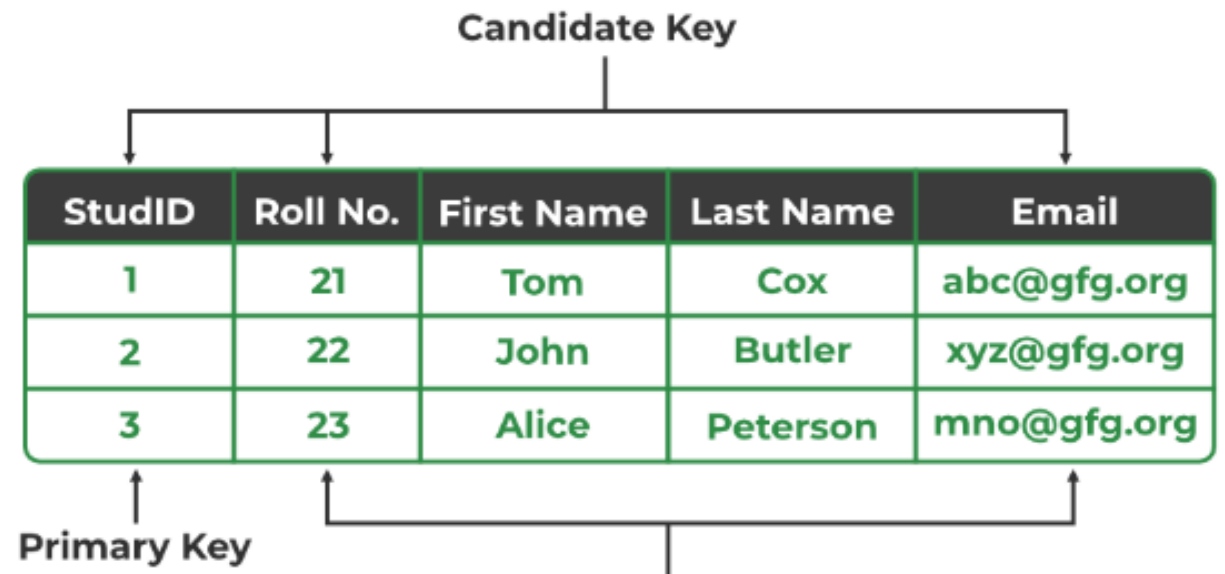 Candidate Key
StudID Roll No. First Name Last Name Email
1 21 Tom Cox abc@gfg.org
2 22 John Butler xyz@gfg.org
3 23 Alice Peterson mno@gfg.org
Primary Key